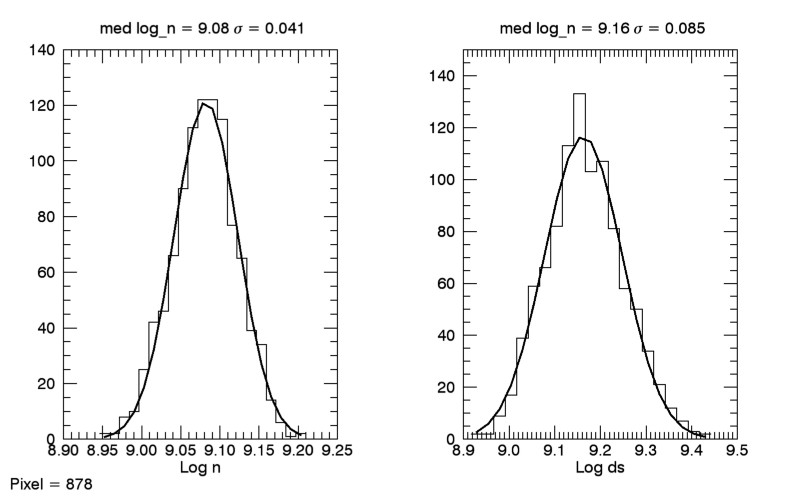 med log_n = 9.08 σ = 0.041
med log_n = 9.16 σ = 0.085
140
120
100
80
60
40
20
0
8.90 8.95 9.00 9.05 9.10 9.15 9.20 9.25
Log n
140
120
100
80
60
40
20
0
8.9 9.0 9.1 9.2 9.3 9.4 9.5
Log ds
Pixel = 878